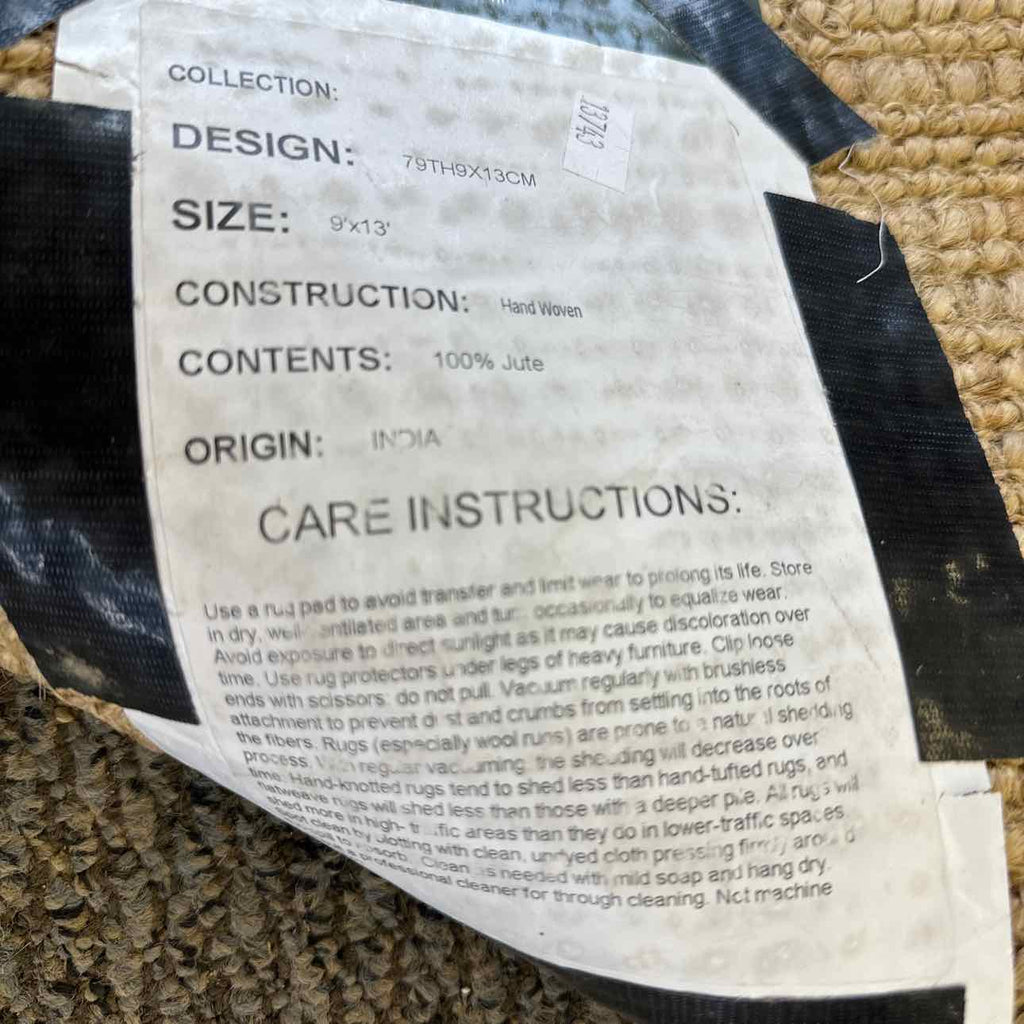 COLLECTION:
13743
DESIGN: 79TH9X13CM
SIZE: 9'x13'
CONSTRUCTION: Hand Woven
CONTENTS: 100% Jute
ORIGIN: INDIA
CARE INSTRUCTIONS:
Use a rug pad to avoid transfer and limit wear to prolong its life. Store
in dry, well ventilated area and turn occasionally to equalize wear.
Avoid exposure to direct sunlight as it may cause discoloration over
time. Use rug protectors under legs of heavy furniture. Clip loose
ends with scissors, do not pull. Vacuum regularly with brushless
attachment to prevent dust and crumbs from settling into the roots of
the fibers. Rugs (especially wool runs) are prone to a natural shedding
process. With regular vacuuming, the shedding will decrease over
time. Hand-knotted rugs tend to shed less than hand-tufted rugs, and
flatweave rugs will shed less than those with a deeper pile. All rugs will
shed more in high-traffic areas than they do in lower-traffic spaces.
clean by blotting with clean, undyed cloth pressing firmly around
to absorb. Clean as needed with mild soap and hang dry.
professional cleaner for through cleaning. Not machine